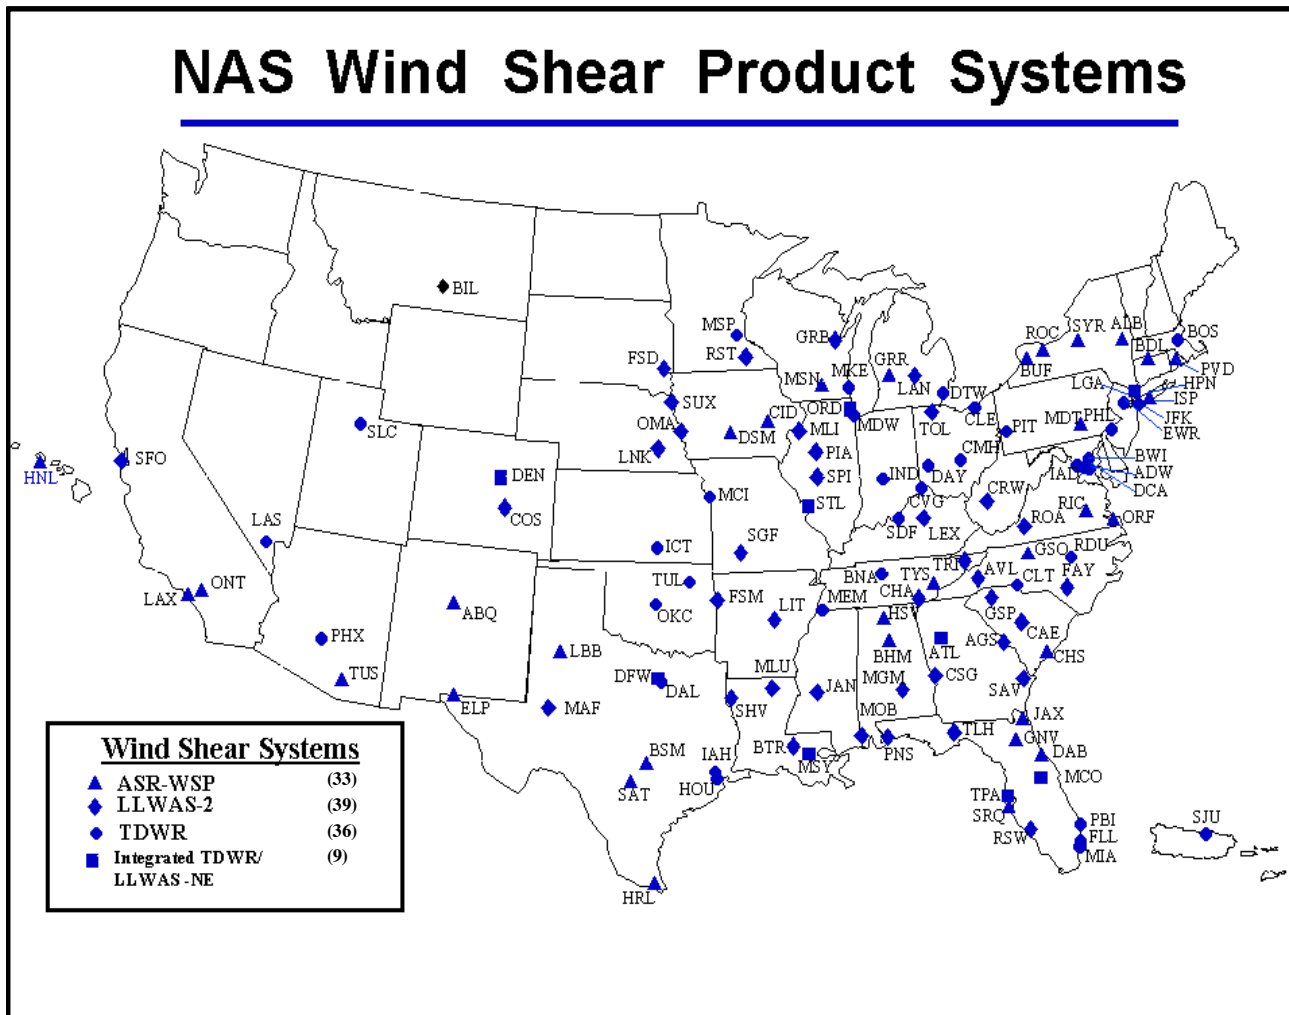 NAS Wind Shear Product Systems
BIL
MSP
GRB
ROC
SYR
ALB
BOS
FSD
RST
GRR
BDL
MSN
MKE
LAN
BUF
PVD
LGA
HPN
DTW
SUX
CID
ORD
ISP
OMA
DSM
MLI
MDW
TOL
CLE
PIT
MDT
PHL
JFK
EWR
SLC
SFO
HNL
LNK
PIA
CMH
BWI
DEN
SPI
IND
DAY
IAD
ADW
DCA
COS
MCI
STL
CVG
CRW
RIC
ORF
LAS
SDF
LEX
ROA
ICT
SGF
GSO
RDU
TRI
ONT
LAX
TUL
BNA
TYS
AVL
CLT
FAY
ABQ
OKC
FSM
LIT
MEM
CHA
HSV
GSP
CAE
PHX
TUS
LBB
BHM
ATL
AGS
CHS
DFW
DAL
MLU
MGM
CSG
SAV
ELP
MAF
SHV
JAN
MOB
JAX
BSM
IAH
BTR
MSY
PNS
TLH
GNV
DAB
SAT
HOU
MCO
TPA
SRQ
RSW
PBI
FLL
MIA
SJU
HRL
Wind Shear Systems
ASR-WSP (33)
LLWAS-2 (39)
TDWR (36)
Integrated TDWR/ (9)
LLWAS-NE